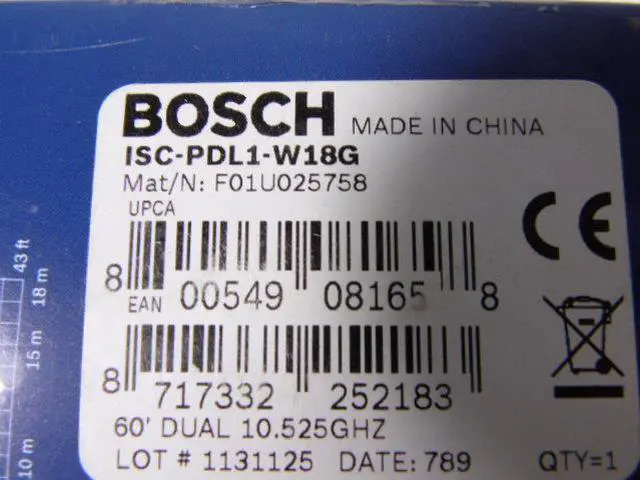 BOSCH MADE IN CHINA
ISC-PDL1-W18G
Mat/N: F01U025758
UPCA
8 00549 08165 8
EAN
8 717332 252183
60' DUAL 10.525GHZ
LOT # 1131125 DATE: 789 QTY=1
43 ft
18 m
15 m
10 m
CE